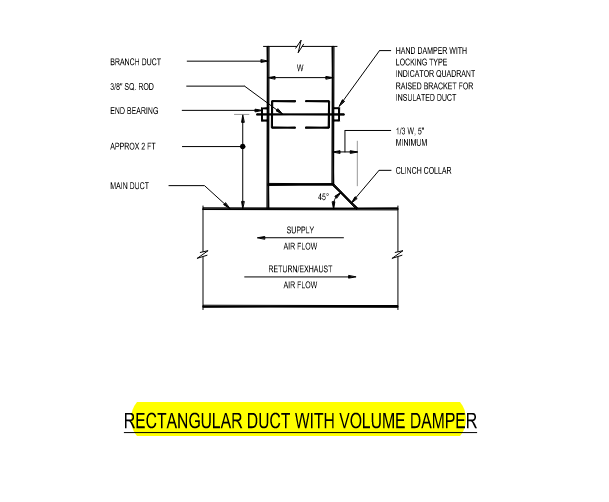 BRANCH DUCT
3/8" SQ. ROD
END BEARING
APPROX 2 FT
MAIN DUCT
W
HAND DAMPER WITH
LOCKING TYPE
INDICATOR QUADRANT
RAISED BRACKET FOR
INSULATED DUCT
1/3 W, 5"
MINIMUM
CLINCH COLLAR
45°
SUPPLY
AIR FLOW
RETURN/EXHAUST
AIR FLOW
RECTANGULAR DUCT WITH VOLUME DAMPER